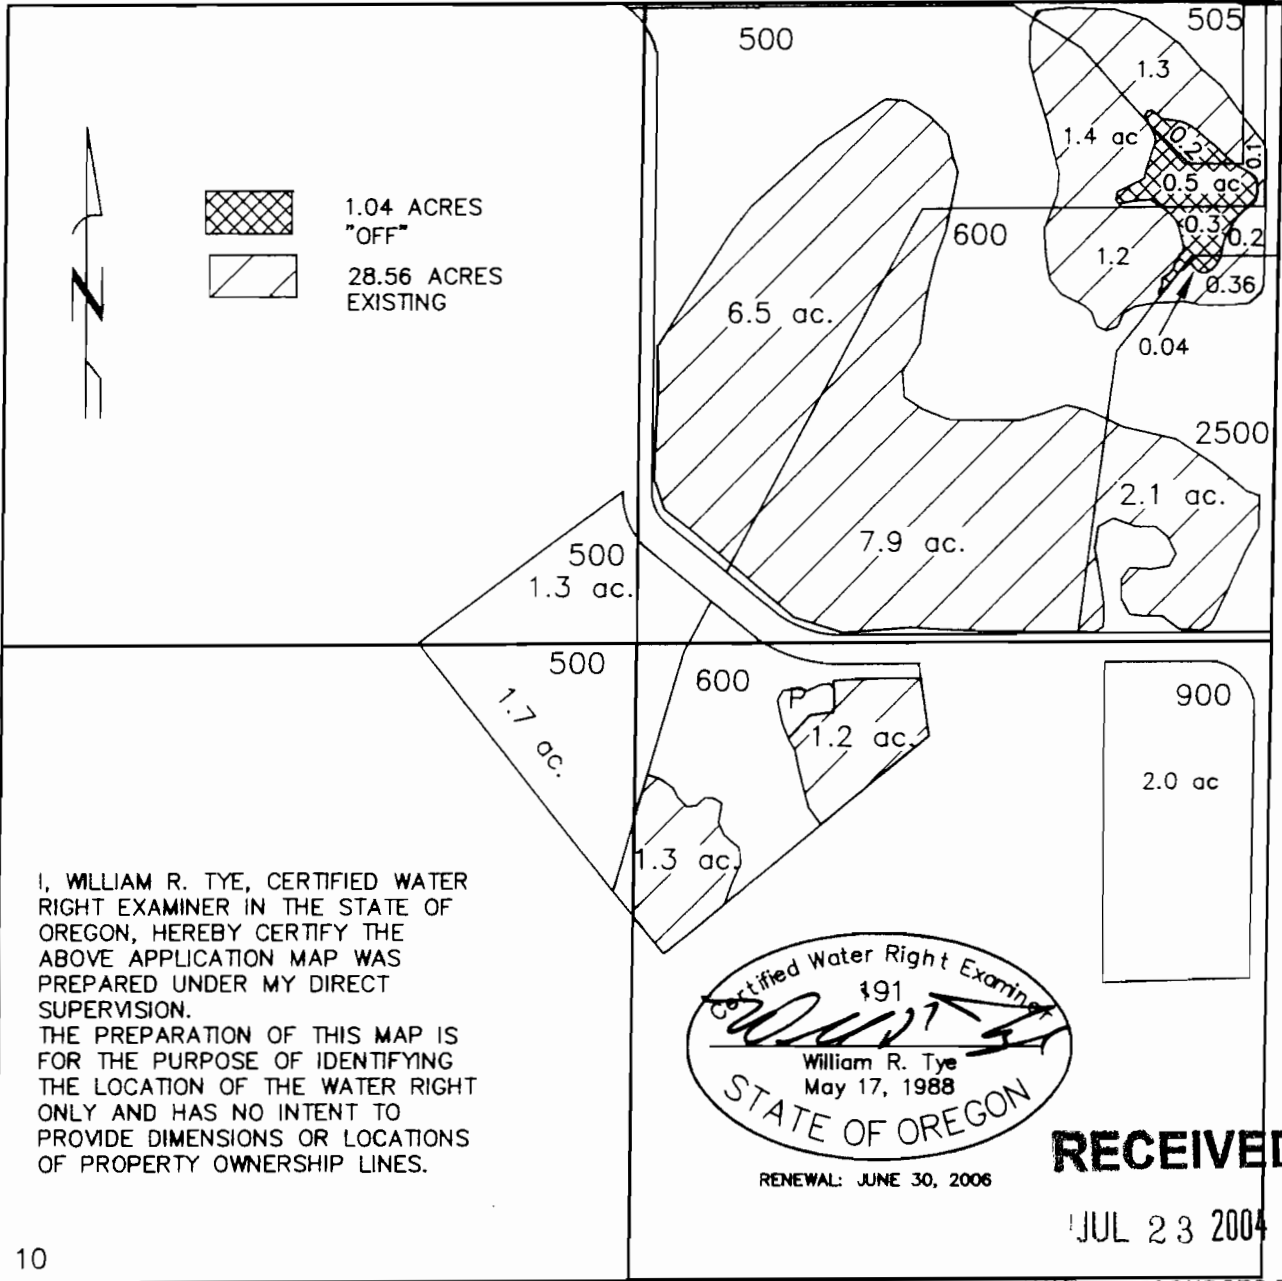 500
505
1.3
1.4 ac
0.2
0.1
0.5 ac
1.04 ACRES
"OFF"
0.3
0.2
600
1.2
28.56 ACRES
EXISTING
0.36
6.5 ac.
0.04
2500
2.1 ac.
7.9 ac.
500
1.3 ac.
500
600
900
P
1.7 ac.
1.2 ac.
2.0 ac
1.3 ac.
I, WILLIAM R. TYE, CERTIFIED WATER
RIGHT EXAMINER IN THE STATE OF
OREGON, HEREBY CERTIFY THE
ABOVE APPLICATION MAP WAS
PREPARED UNDER MY DIRECT
SUPERVISION.
THE PREPARATION OF THIS MAP IS
FOR THE PURPOSE OF IDENTIFYING
THE LOCATION OF THE WATER RIGHT
ONLY AND HAS NO INTENT TO
PROVIDE DIMENSIONS OR LOCATIONS
OF PROPERTY OWNERSHIP LINES.
Certified Water Right Examiner
191
William R. Tye
May 17, 1988
STATE OF OREGON
RENEWAL: JUNE 30, 2006
RECEIVED
JUL 23 2004
10